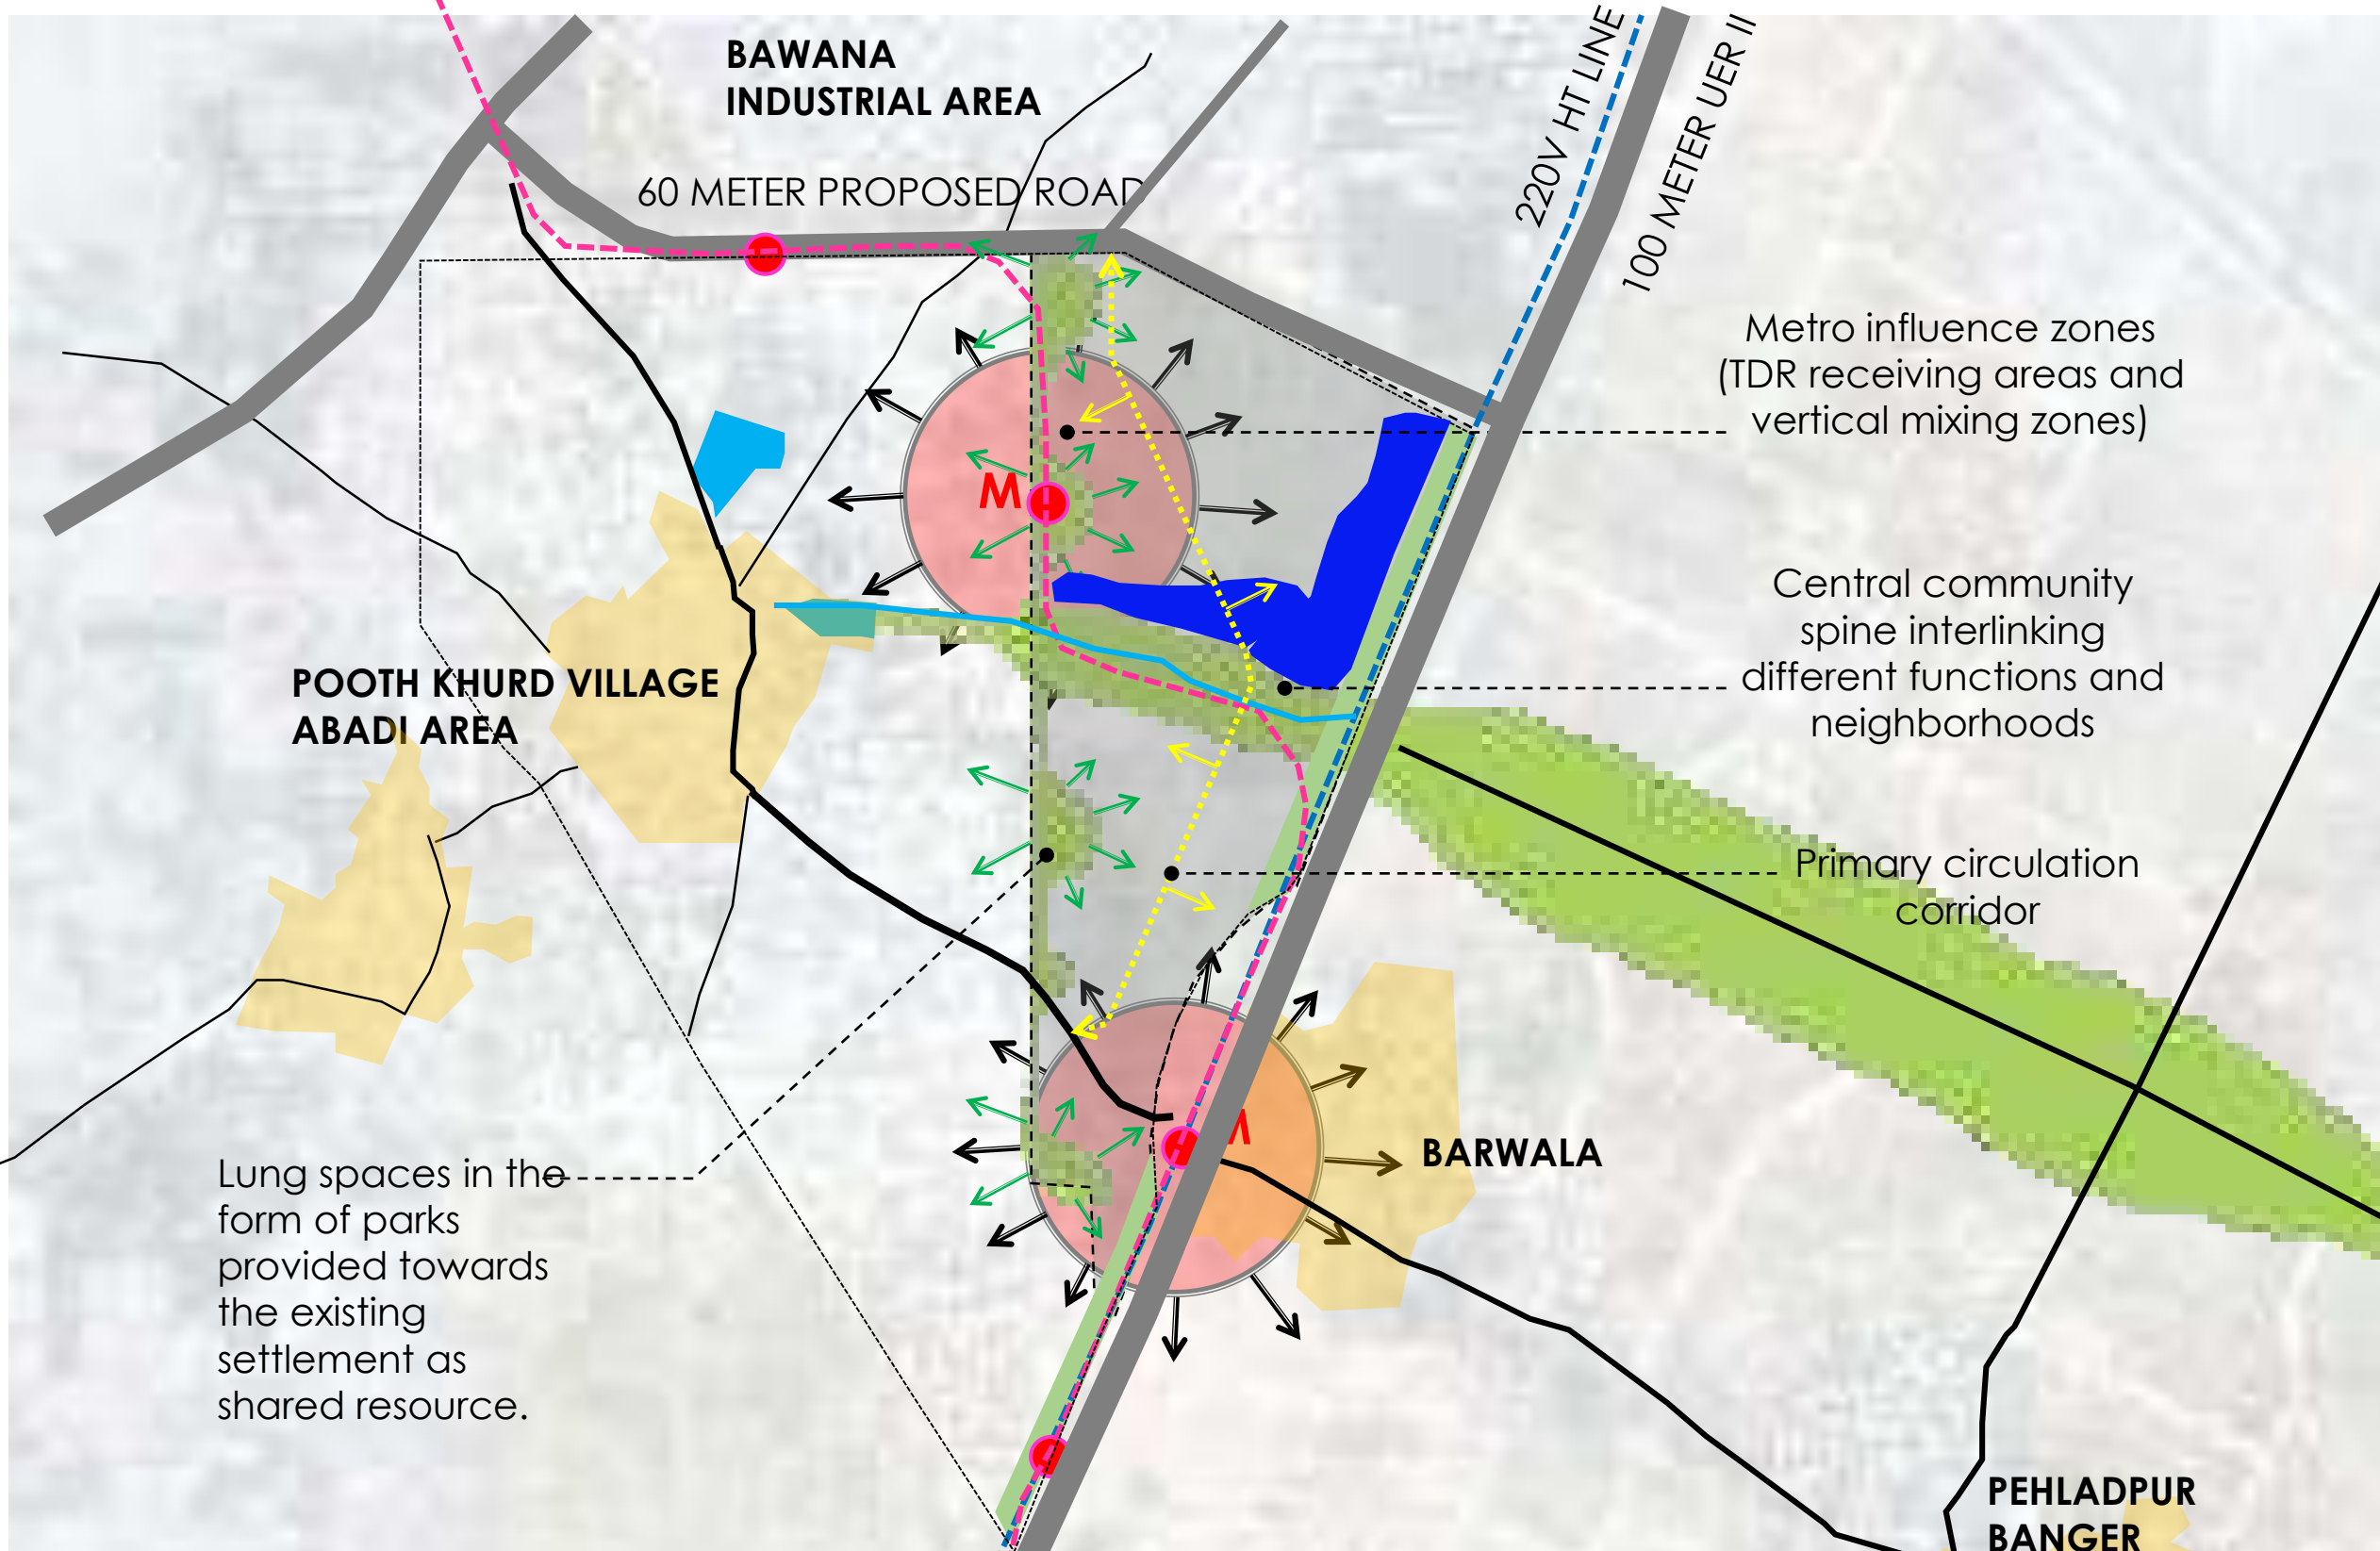 BAWANA
INDUSTRIAL AREA
60 METER PROPOSED ROAD
220V HT LINE
100 METER UER II
Metro influence zones
(TDR receiving areas and
vertical mixing zones)
M
Central community
spine interlinking
different functions and
neighborhoods
POOTH KHURD VILLAGE
ABADI AREA
Primary circulation
corridor
M
BARWALA
Lung spaces in the
form of parks
provided towards
the existing
settlement as
shared resource.
PEHLADPUR
BANGER